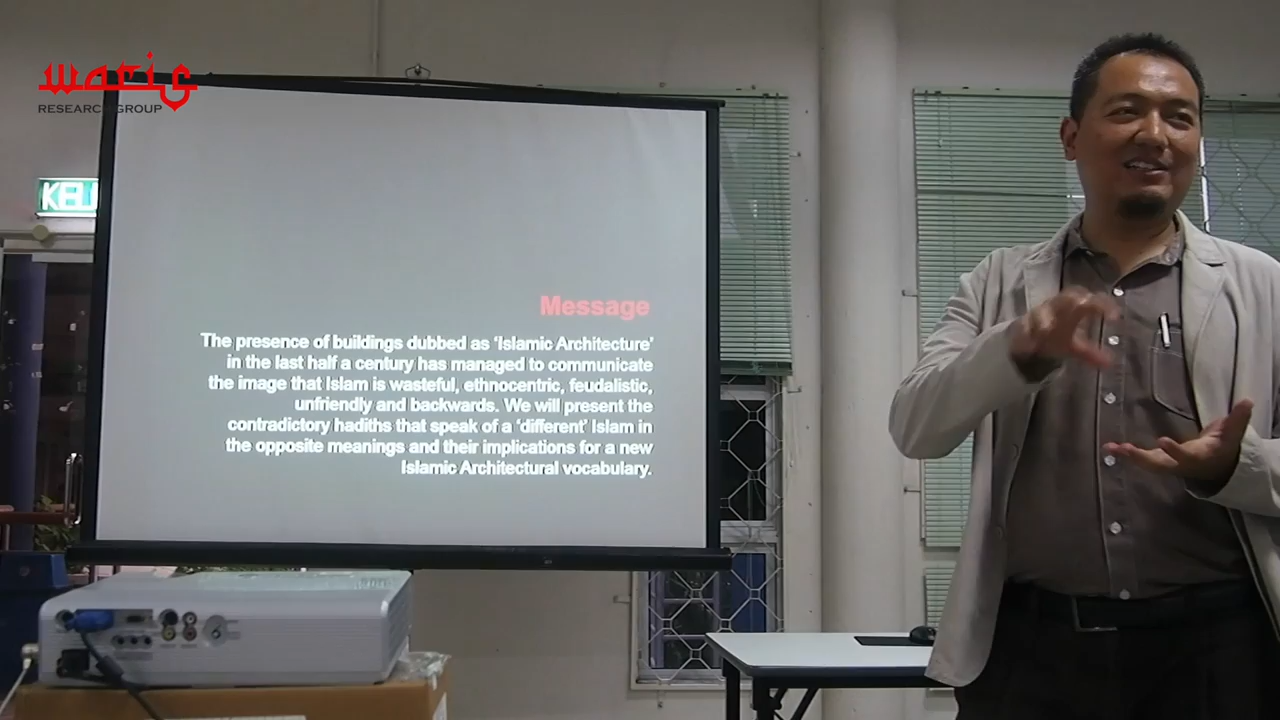 waris
RESEARCH GROUP
KELU
Message
The presence of buildings dubbed as 'Islamic Architecture'
in the last half a century has managed to communicate
the image that Islam is wasteful, ethnocentric, feudalistic,
unfriendly and backwards. We will present the
contradictory hadiths that speak of a 'different' Islam in
the opposite meanings and their implications for a new
Islamic Architectural vocabulary.